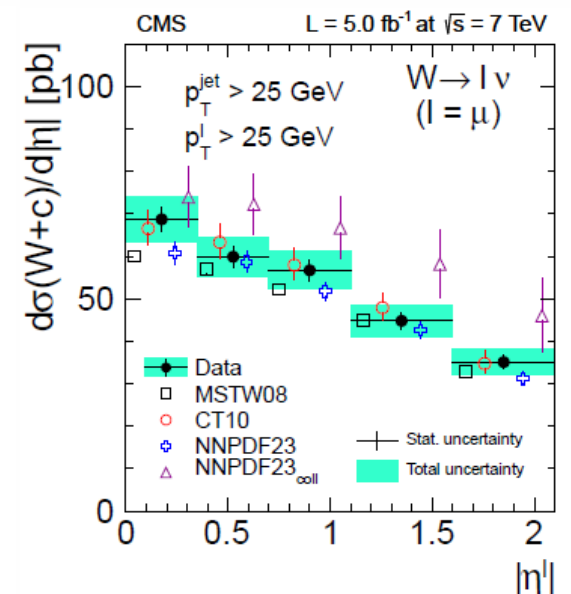 CMS L = 5.0 fb⁻¹ at √s = 7 TeV
dσ(W+c)/d|η| [pb]
100
50
0
p_T^jet > 25 GeV
p_T^l > 25 GeV
W → l ν
(l = μ)
Data
MSTW08
CT10
NNPDF23
NNPDF23_coll
Stat. uncertainty
Total uncertainty
0 0.5 1 1.5 2
|η^l|